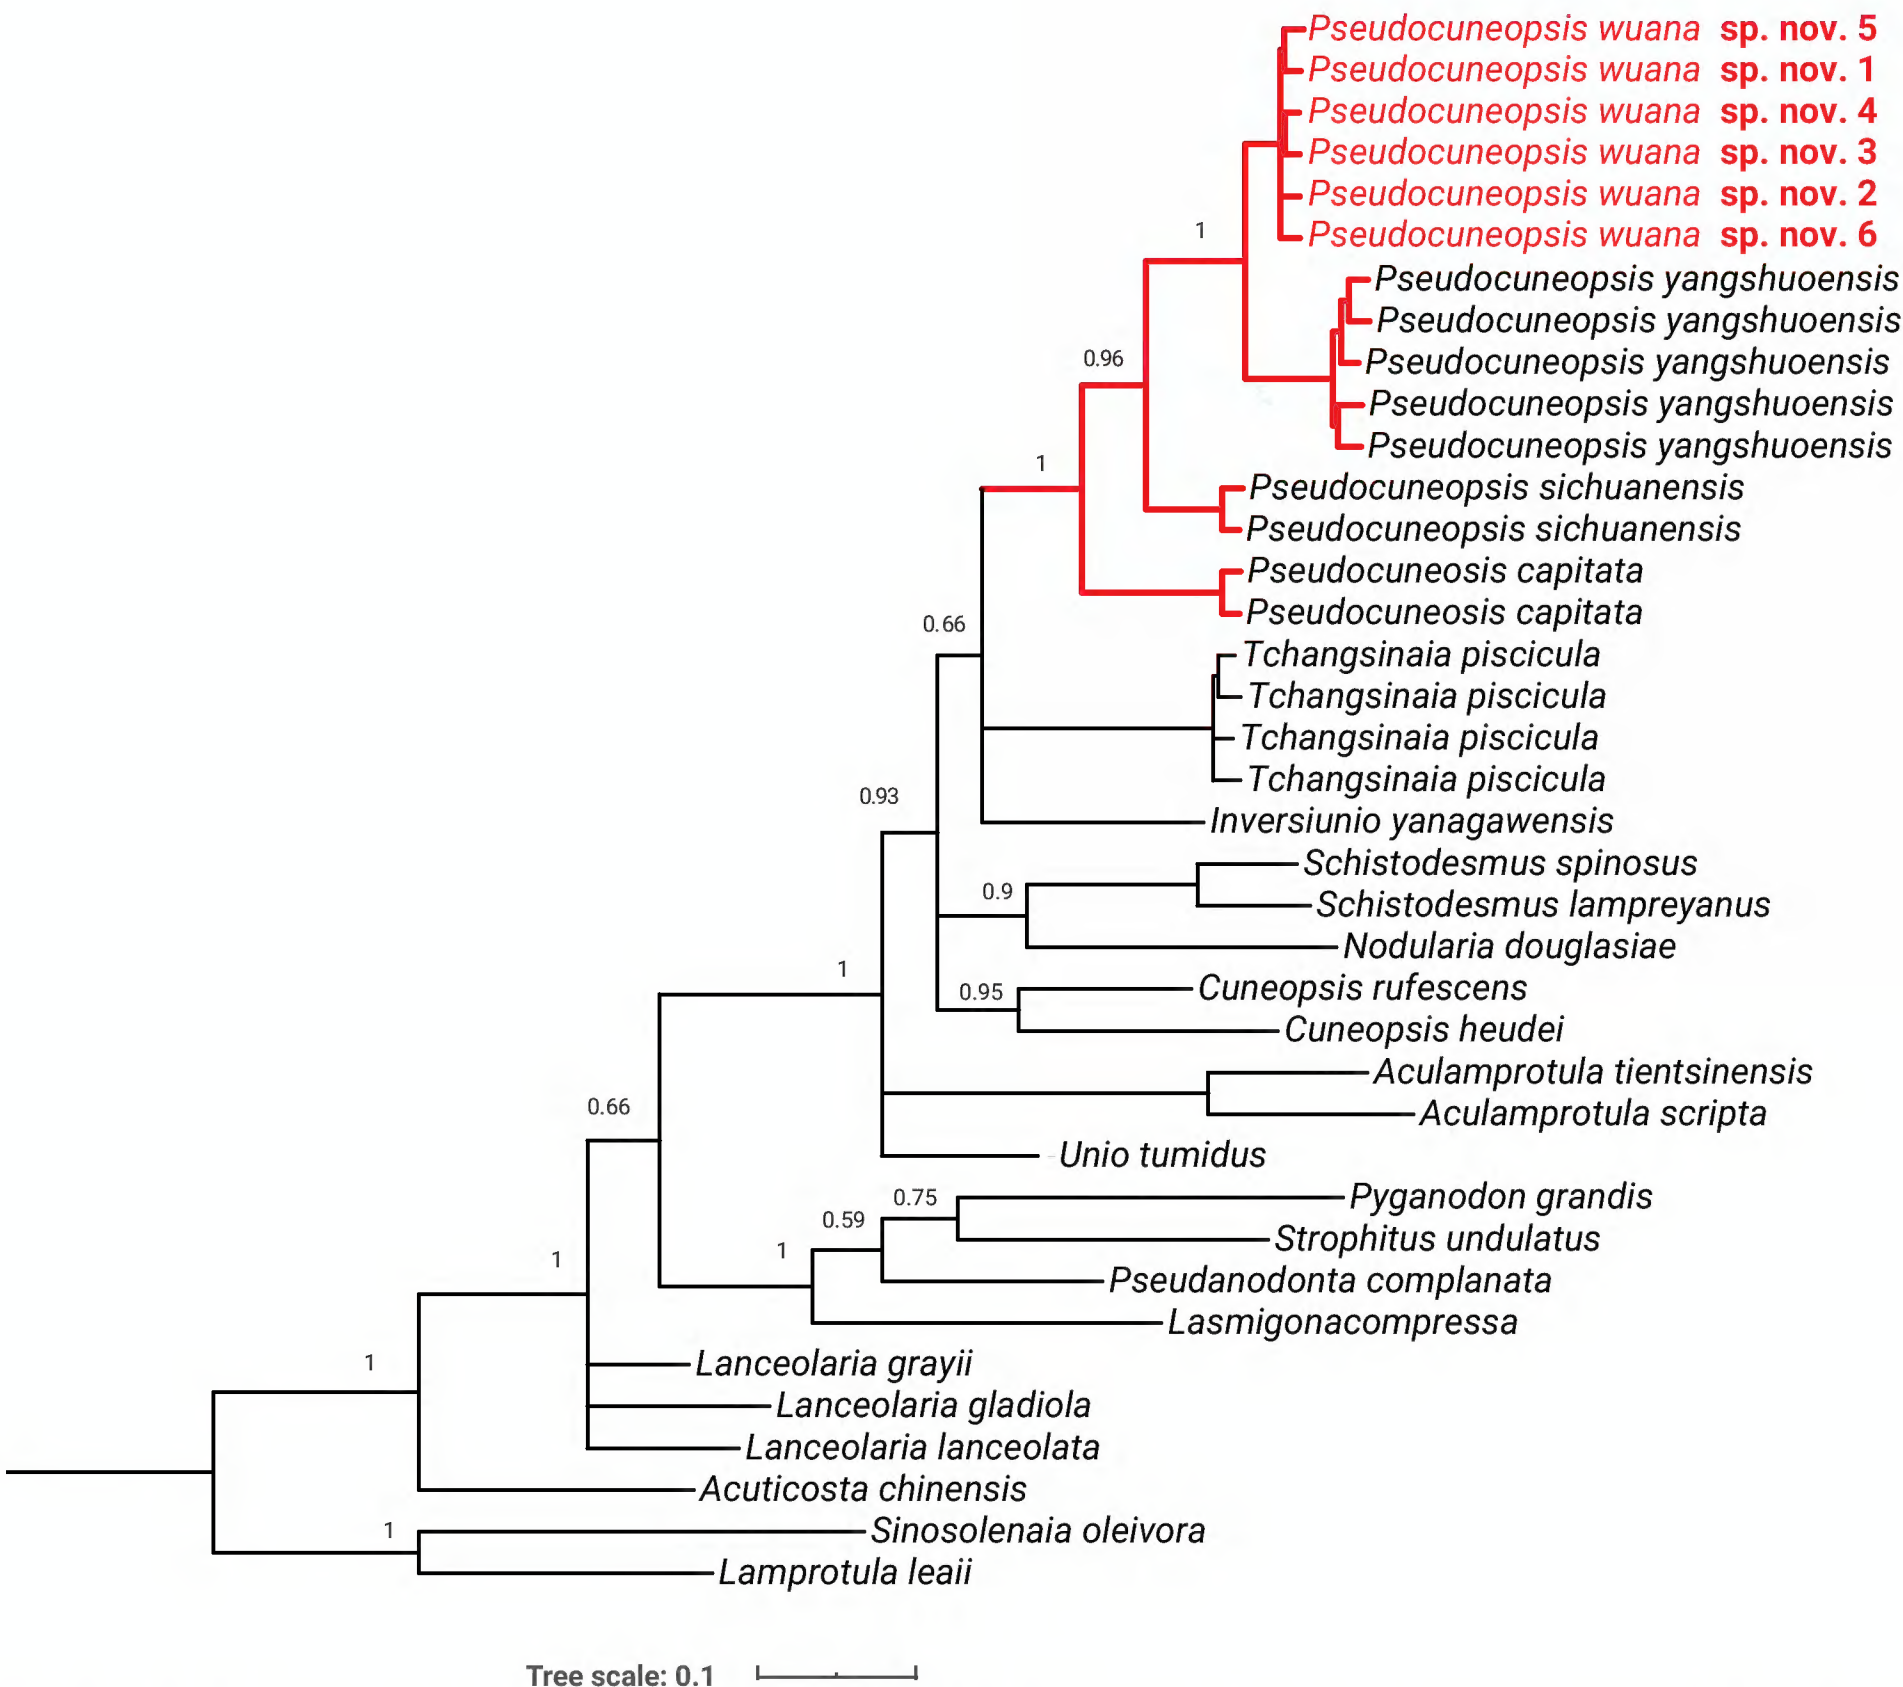 Pseudocuneopsis wuana sp. nov. 5
Pseudocuneopsis wuana sp. nov. 1
Pseudocuneopsis wuana sp. nov. 4
Pseudocuneopsis wuana sp. nov. 3
Pseudocuneopsis wuana sp. nov. 2
1 Pseudocuneopsis wuana sp. nov. 6
Pseudocuneopsis yangshuoensis
Pseudocuneopsis yangshuoensis
0.96 Pseudocuneopsis yangshuoensis
Pseudocuneopsis yangshuoensis
Pseudocuneopsis yangshuoensis
1
Pseudocuneopsis sichuanensis
Pseudocuneopsis sichuanensis
Pseudocuneosis capitata
Pseudocuneosis capitata
0.66
Tchangsinaia piscicula
Tchangsinaia piscicula
Tchangsinaia piscicula
Tchangsinaia piscicula
0.93
Inversiunio yanagawensis
Schistodesmus spinosus
0.9
Schistodesmus lampreyanus
Nodularia douglasiae
1
Cuneopsis rufescens
0.95
Cuneopsis heudei
Aculamprotula tientsinensis
0.66
Aculamprotula scripta
Unio tumidus
0.75 Pyganodon grandis
0.59
Strophitus undulatus
1
1
Pseudanodonta complanata
Lasmigonacompressa
1
Lanceolaria grayii
Lanceolaria gladiola
Lanceolaria lanceolata
Acuticosta chinensis
1 Sinosolenaia oleivora
Lamprotula leaii
Tree scale: 0.1